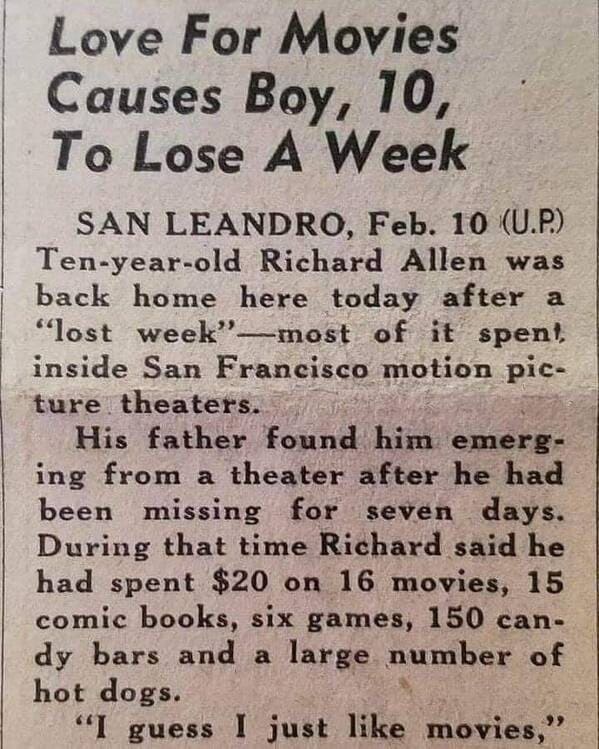 Love For Movies
Causes Boy, 10,
To Lose A Week
SAN LEANDRO, Feb. 10 (U.P.)
Ten-year-old Richard Allen was
back home here today after a
“lost week”—most of it spent
inside San Francisco motion pic-
ture theaters.
His father found him emerg-
ing from a theater after he had
been missing for seven days.
During that time Richard said he
had spent $20 on 16 movies, 15
comic books, six games, 150 can-
dy bars and a large number of
hot dogs.
“I guess I just like movies,”